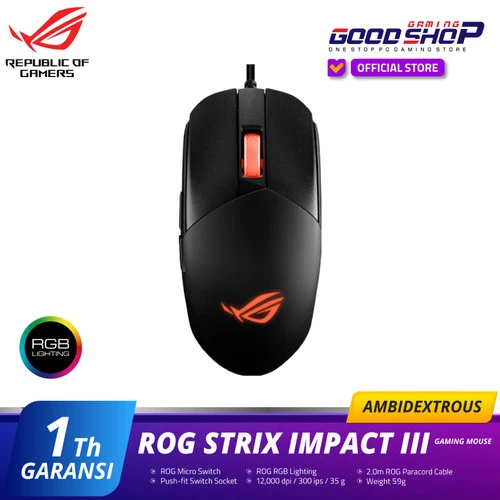 REPUBLIC OF
GAMERS
GAMING
GOODSHOP
ONE STOP PC GAMING STORE
OFFICIAL STORE
RGB
LIGHTING
AMBIDEXTROUS
1Th
GARANSI
ROG STRIX IMPACT III GAMING MOUSE
• ROG Micro Switch • ROG RGB Lighting • 2.0m ROG Paracord Cable
• Push-fit Switch Socket • 12,000 dpi / 300 ips / 35 g • Weight 59g